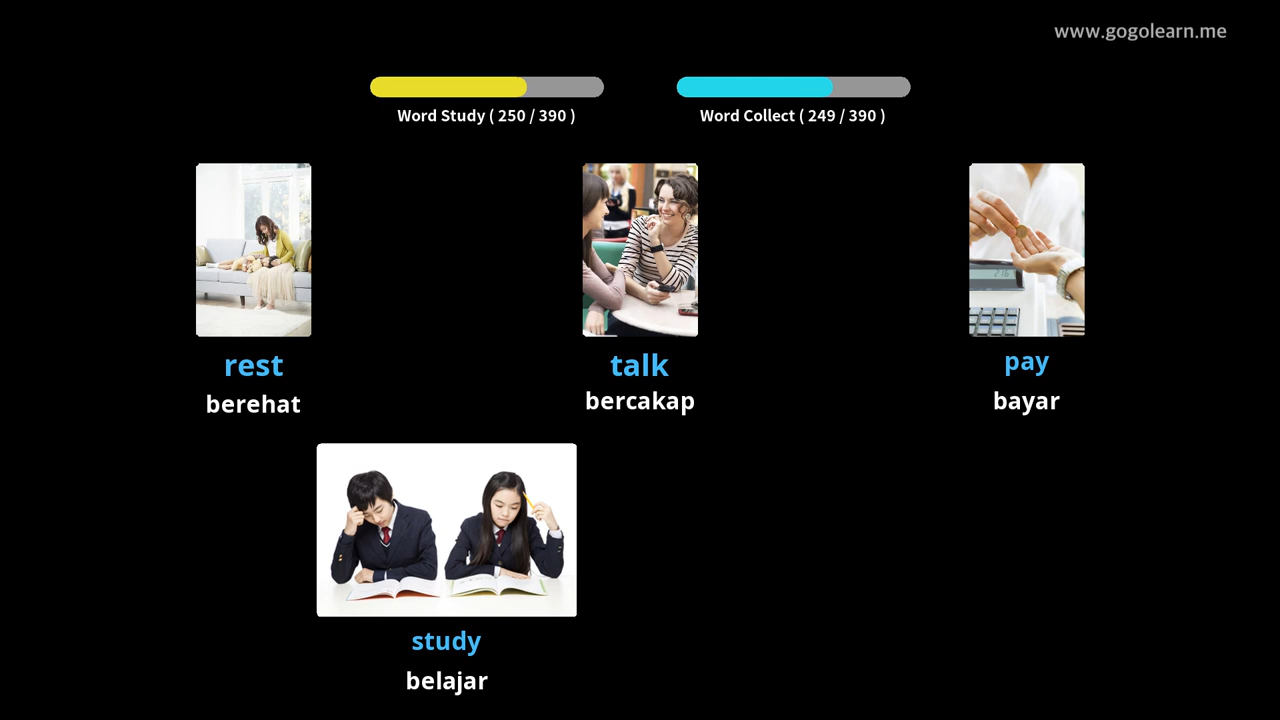 www.gogolearn.me
Word Study ( 250 / 390 )
Word Collect ( 249 / 390 )
rest
berehat
talk
bercakap
pay
bayar
study
belajar